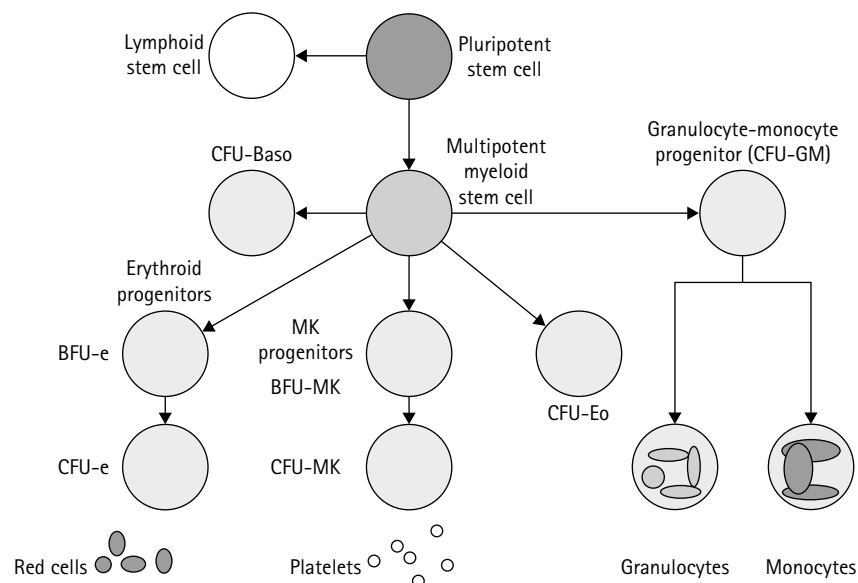 Lymphoid
stem cell
Pluripotent
stem cell
CFU-Baso
Multipotent
myeloid
stem cell
Granulocyte-monocyte
progenitor (CFU-GM)
Erythroid
progenitors
BFU-e
MK
progenitors
BFU-MK
CFU-Eo
CFU-e
CFU-MK
Red cells
Platelets
Granulocytes
Monocytes